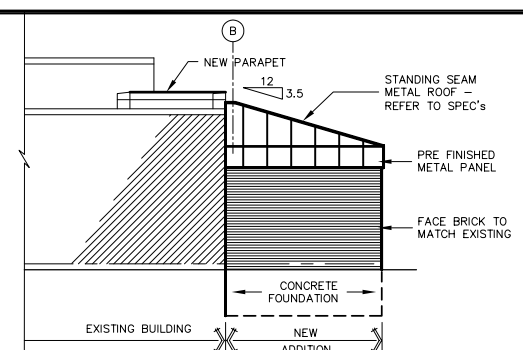 B
NEW PARAPET
12
3.5
STANDING SEAM
METAL ROOF –
REFER TO SPEC's
PRE FINISHED
METAL PANEL
FACE BRICK TO
MATCH EXISTING
CONCRETE
FOUNDATION
EXISTING BUILDING
NEW
ADDITION